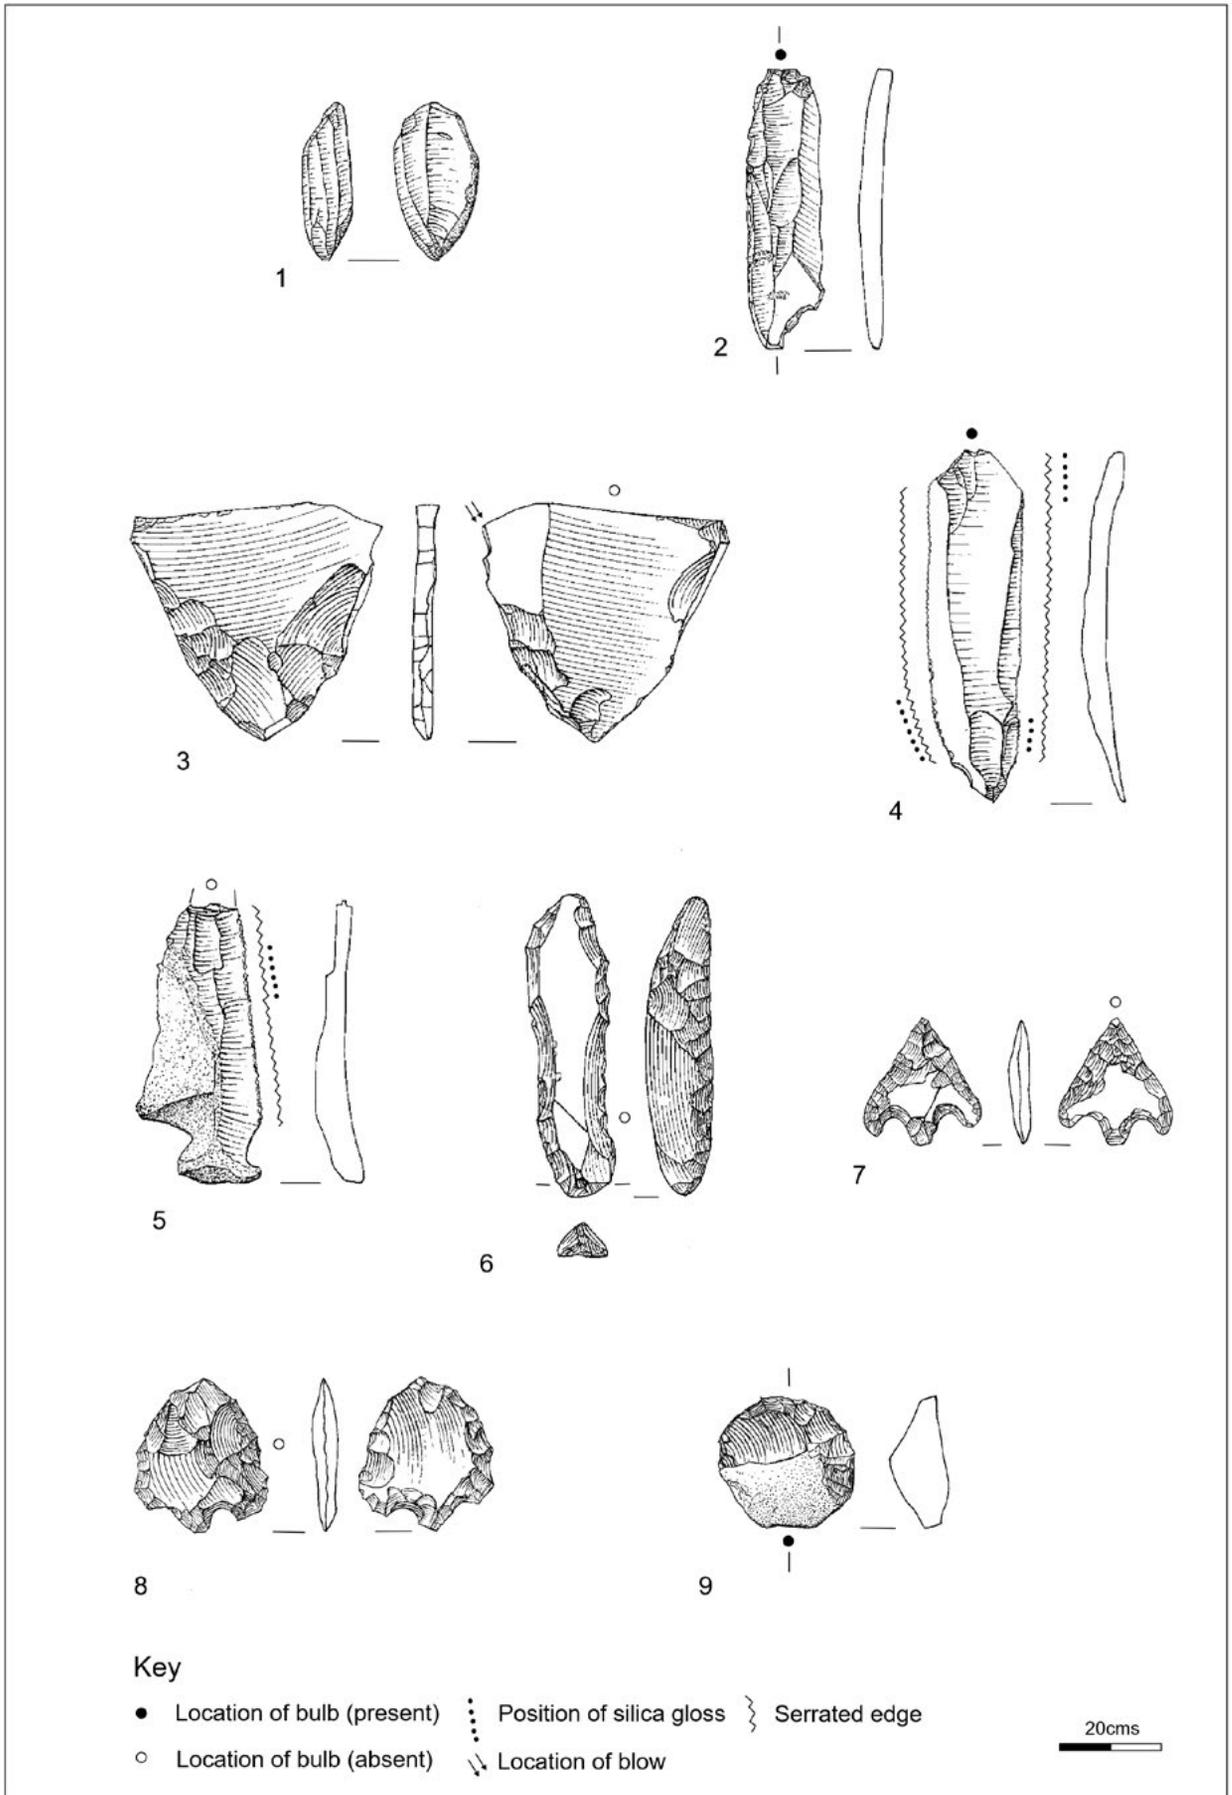 1
2
3
4
5
6
7
8
9
Key
Location of bulb (present)
Position of silica gloss
Serrated edge
Location of bulb (absent)
Location of blow
20cms